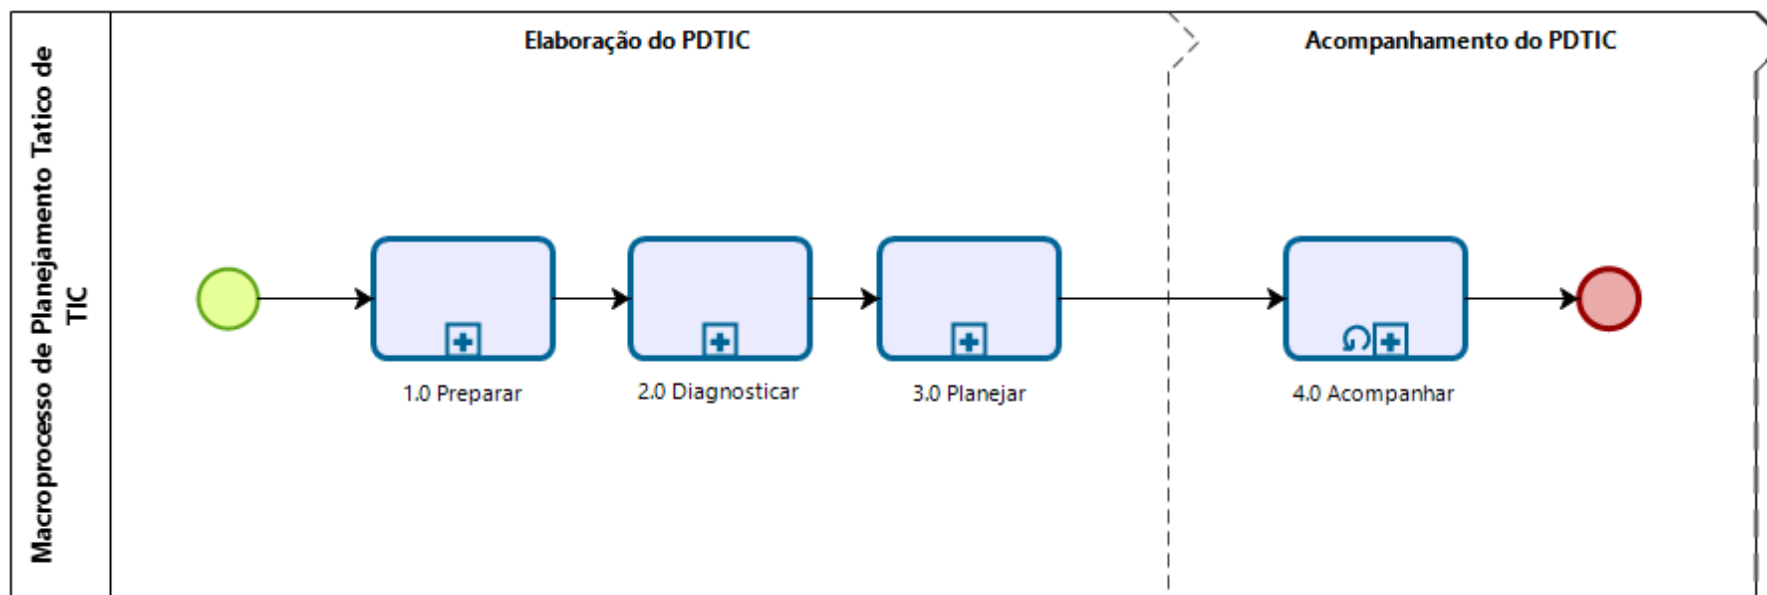 Macroprocesso de Planejamento Tatico de
TIC
Elaboração do PDTIC
Acompanhamento do PDTIC
1.0 Preparar
2.0 Diagnosticar
3.0 Planejar
4.0 Acompanhar